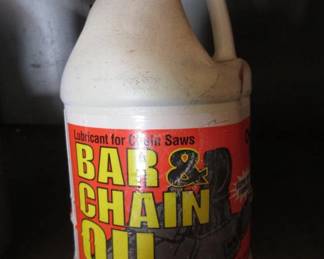 Lubricant for Chain Saws
BAR &
CHAIN
OIL